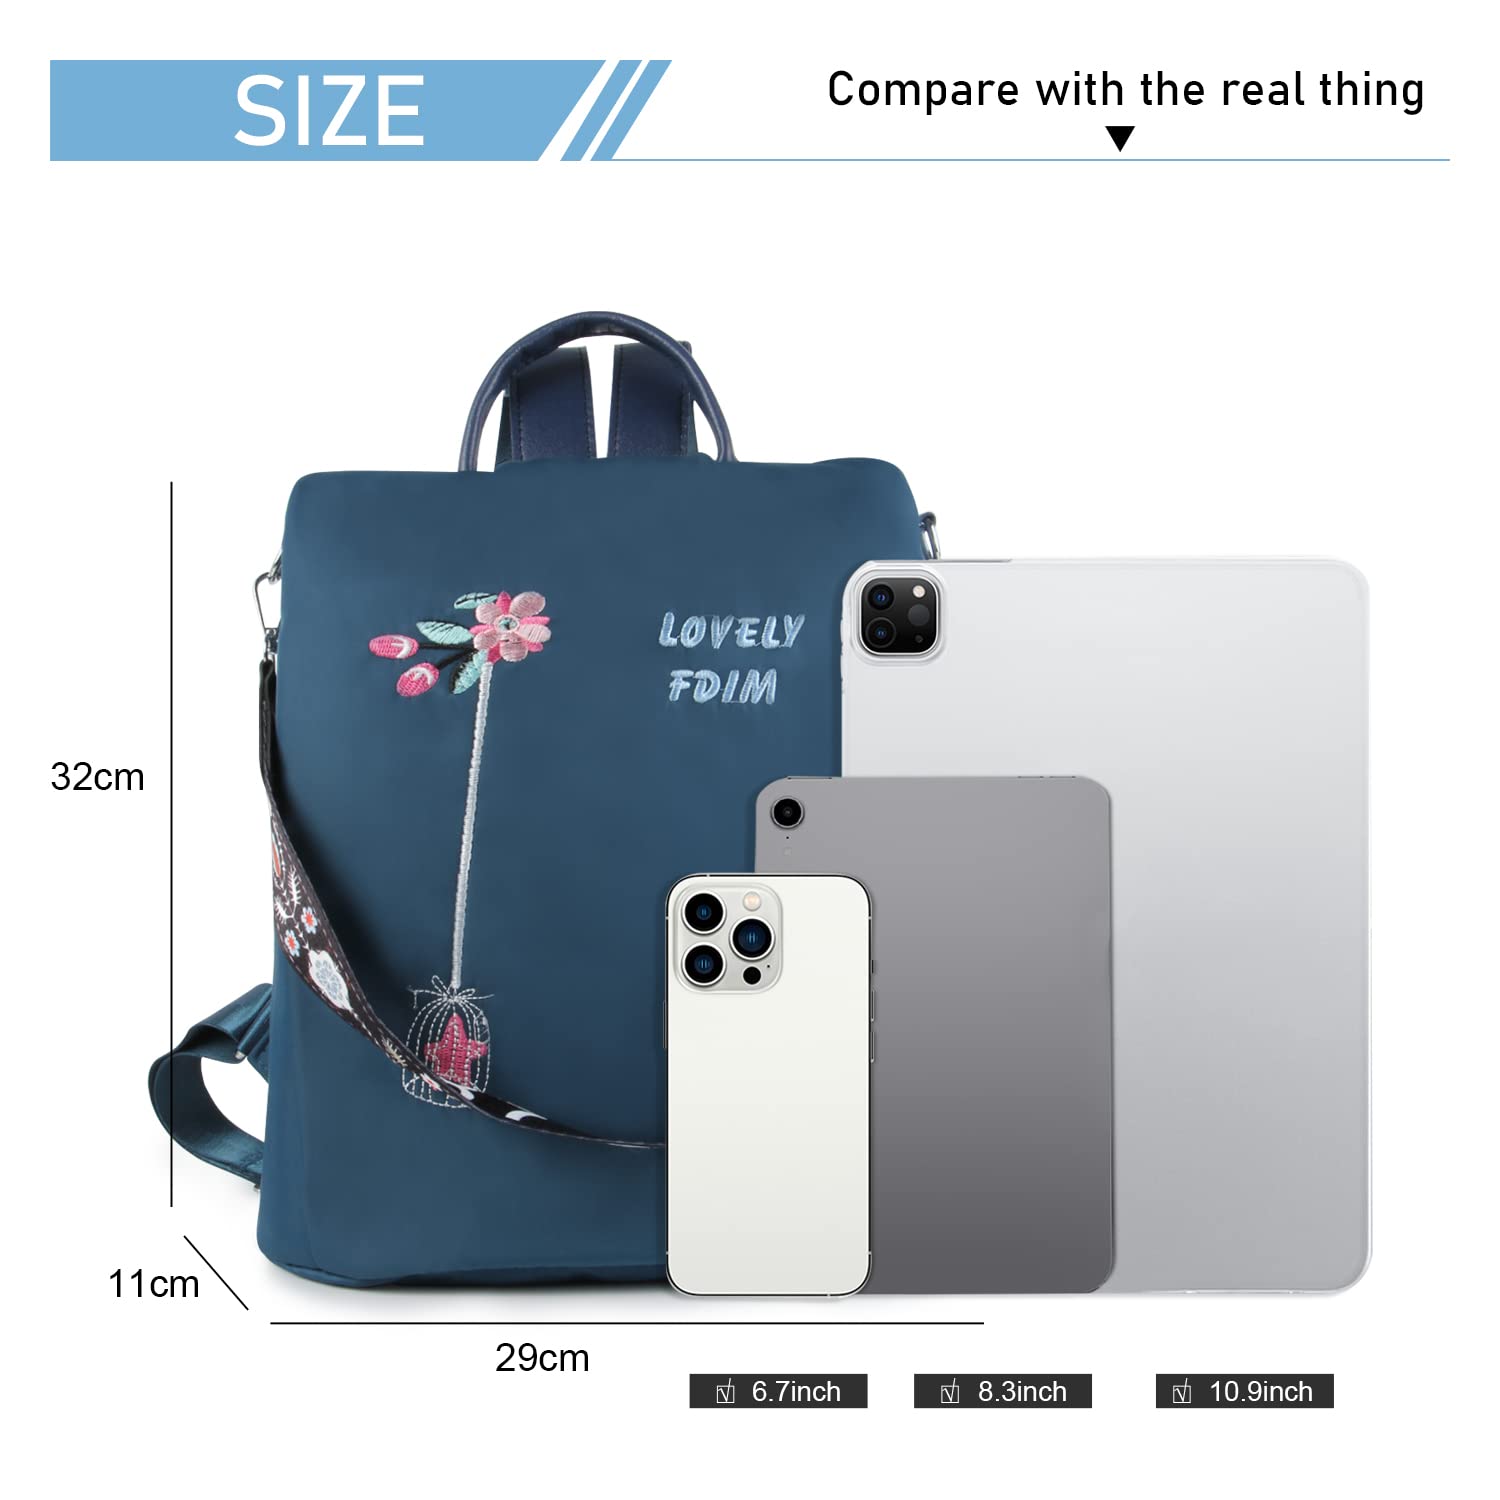 SIZE
Compare with the real thing
LOVELY
FDIM
32cm
11cm
29cm
6.7inch
8.3inch
10.9inch